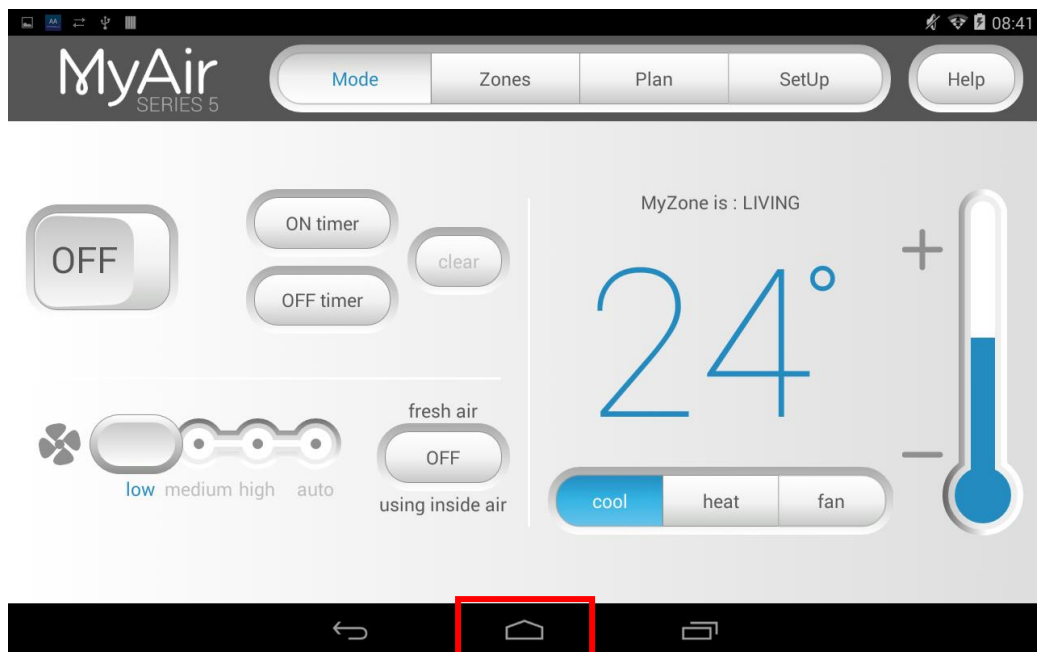 AA
08:41
MyAir
SERIES 5
Mode
Zones
Plan
SetUp
Help
OFF
ON timer
OFF timer
clear
MyZone is : LIVING
24°
+
−
fresh air
OFF
using inside air
low medium high auto
cool
heat
fan